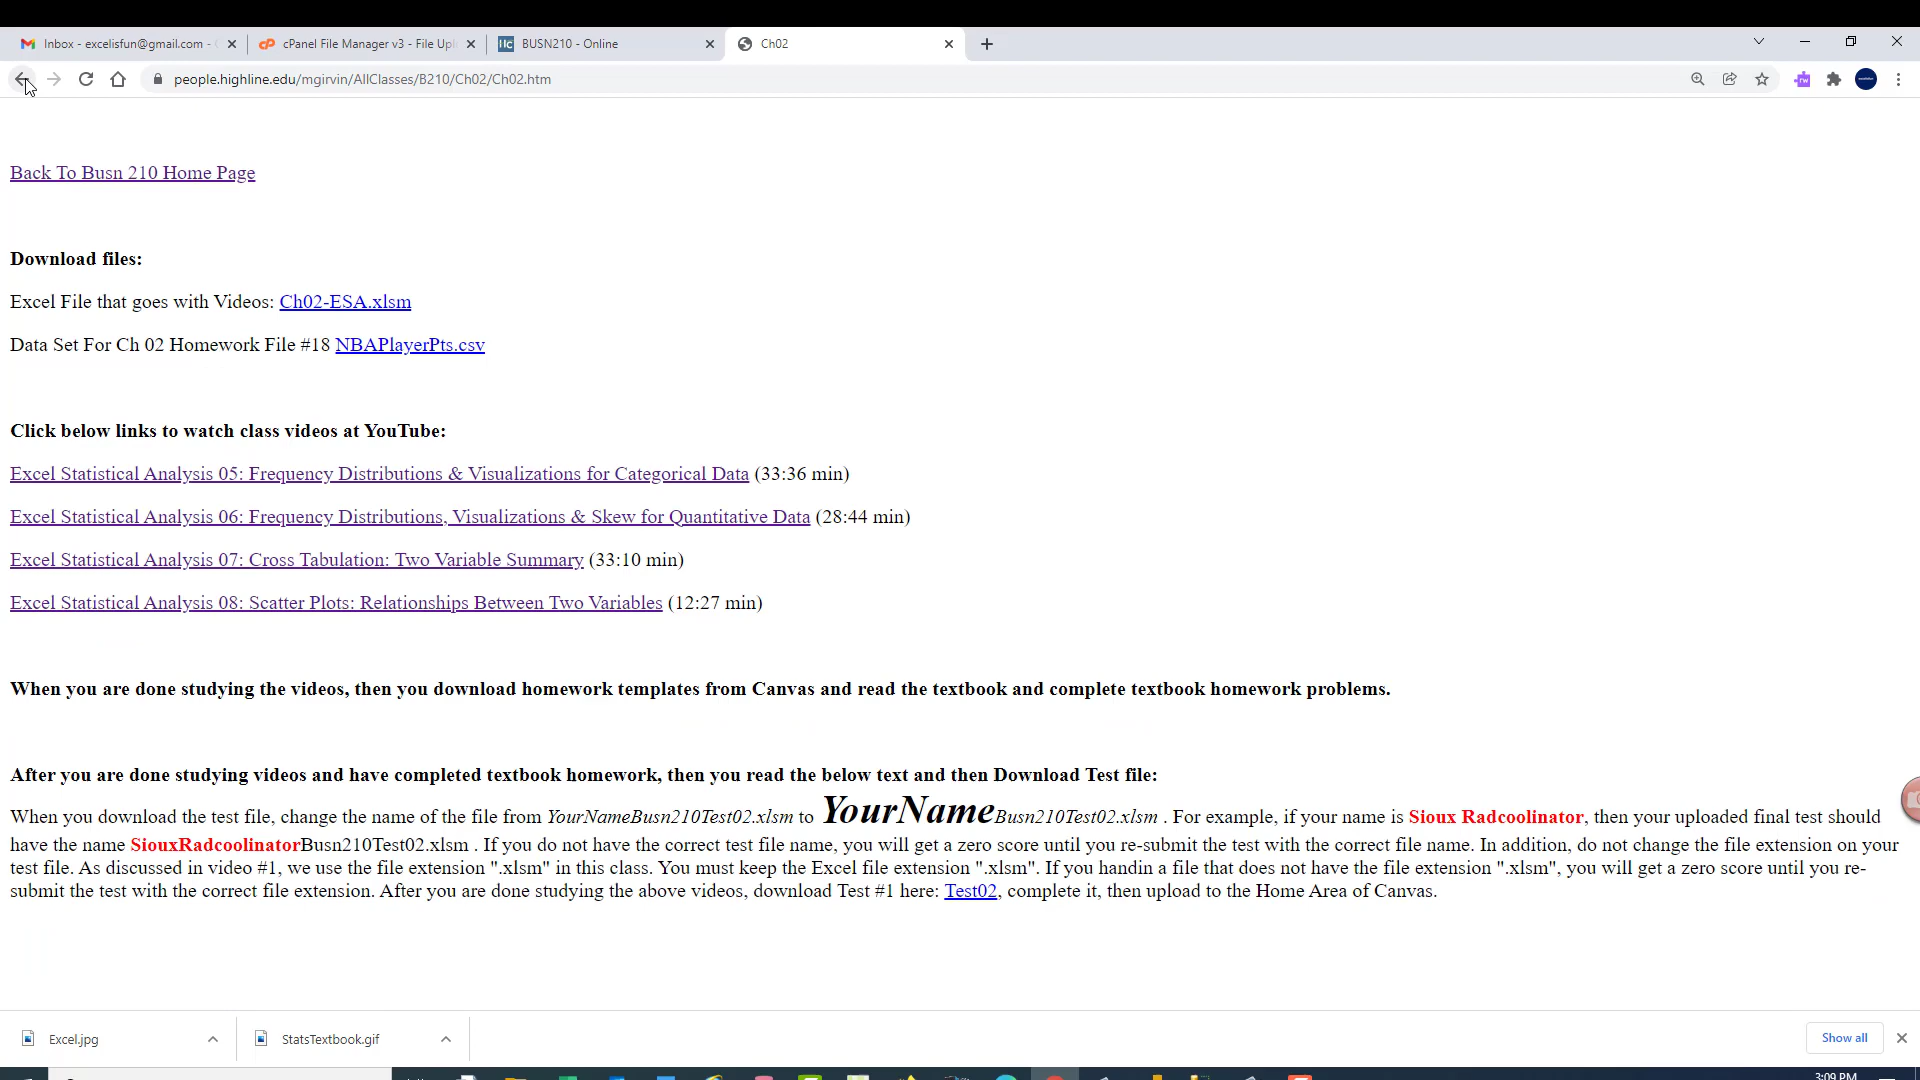 Inbox - excelisfun@gmail.com -
cPanel File Manager v3 - File Upl
BUSN210 - Online
Ch02
people.highline.edu/mgirvin/AllClasses/B210/Ch02/Ch02.htm
Back To Busn 210 Home Page
Download files:
Excel File that goes with Videos: Ch02-ESA.xlsm
Data Set For Ch 02 Homework File #18 NBAPlayerPts.csv
Click below links to watch class videos at YouTube:
Excel Statistical Analysis 05: Frequency Distributions & Visualizations for Categorical Data (33:36 min)
Excel Statistical Analysis 06: Frequency Distributions, Visualizations & Skew for Quantitative Data (28:44 min)
Excel Statistical Analysis 07: Cross Tabulation: Two Variable Summary (33:10 min)
Excel Statistical Analysis 08: Scatter Plots: Relationships Between Two Variables (12:27 min)
When you are done studying the videos, then you download homework templates from Canvas and read the textbook and complete textbook homework problems.
After you are done studying videos and have completed textbook homework, then you read the below text and then Download Test file:
When you download the test file, change the name of the file from YourNameBusn210Test02.xlsm to YourNameBusn210Test02.xlsm . For example, if your name is Sioux Radcoolinator, then your uploaded final test should
have the name SiouxRadcoolinatorBusn210Test02.xlsm . If you do not have the correct test file name, you will get a zero score until you re-submit the test with the correct file name. In addition, do not change the file extension on your
test file. As discussed in video #1, we use the file extension ".xlsm" in this class. You must keep the Excel file extension ".xlsm". If you handin a file that does not have the file extension ".xlsm", you will get a zero score until you re-
submit the test with the correct file extension. After you are done studying the above videos, download Test #1 here: Test02, complete it, then upload to the Home Area of Canvas.
Excel.jpg
StatsTextbook.gif
Show all
3:09 PM